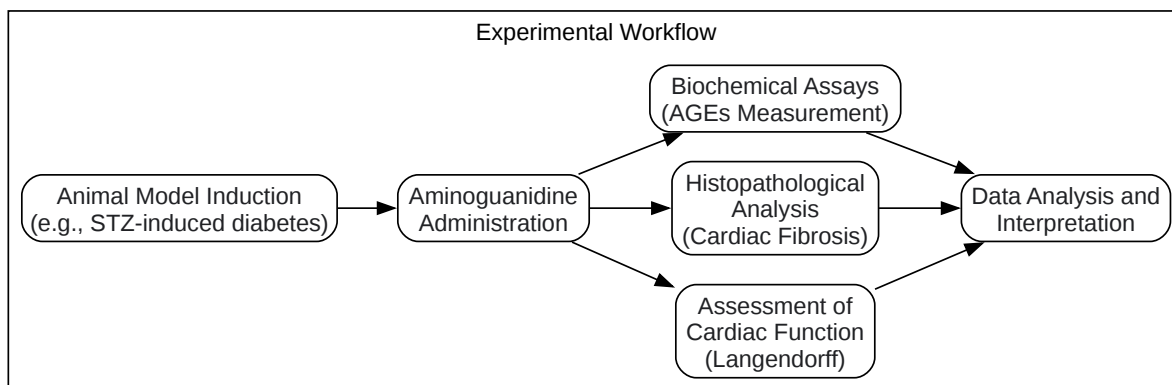 Experimental Workflow
Animal Model Induction
(e.g., STZ-induced diabetes)
Aminoguanidine
Administration
Biochemical Assays
(AGEs Measurement)
Histopathological
Analysis
(Cardiac Fibrosis)
Assessment of
Cardiac Function
(Langendorff)
Data Analysis and
Interpretation